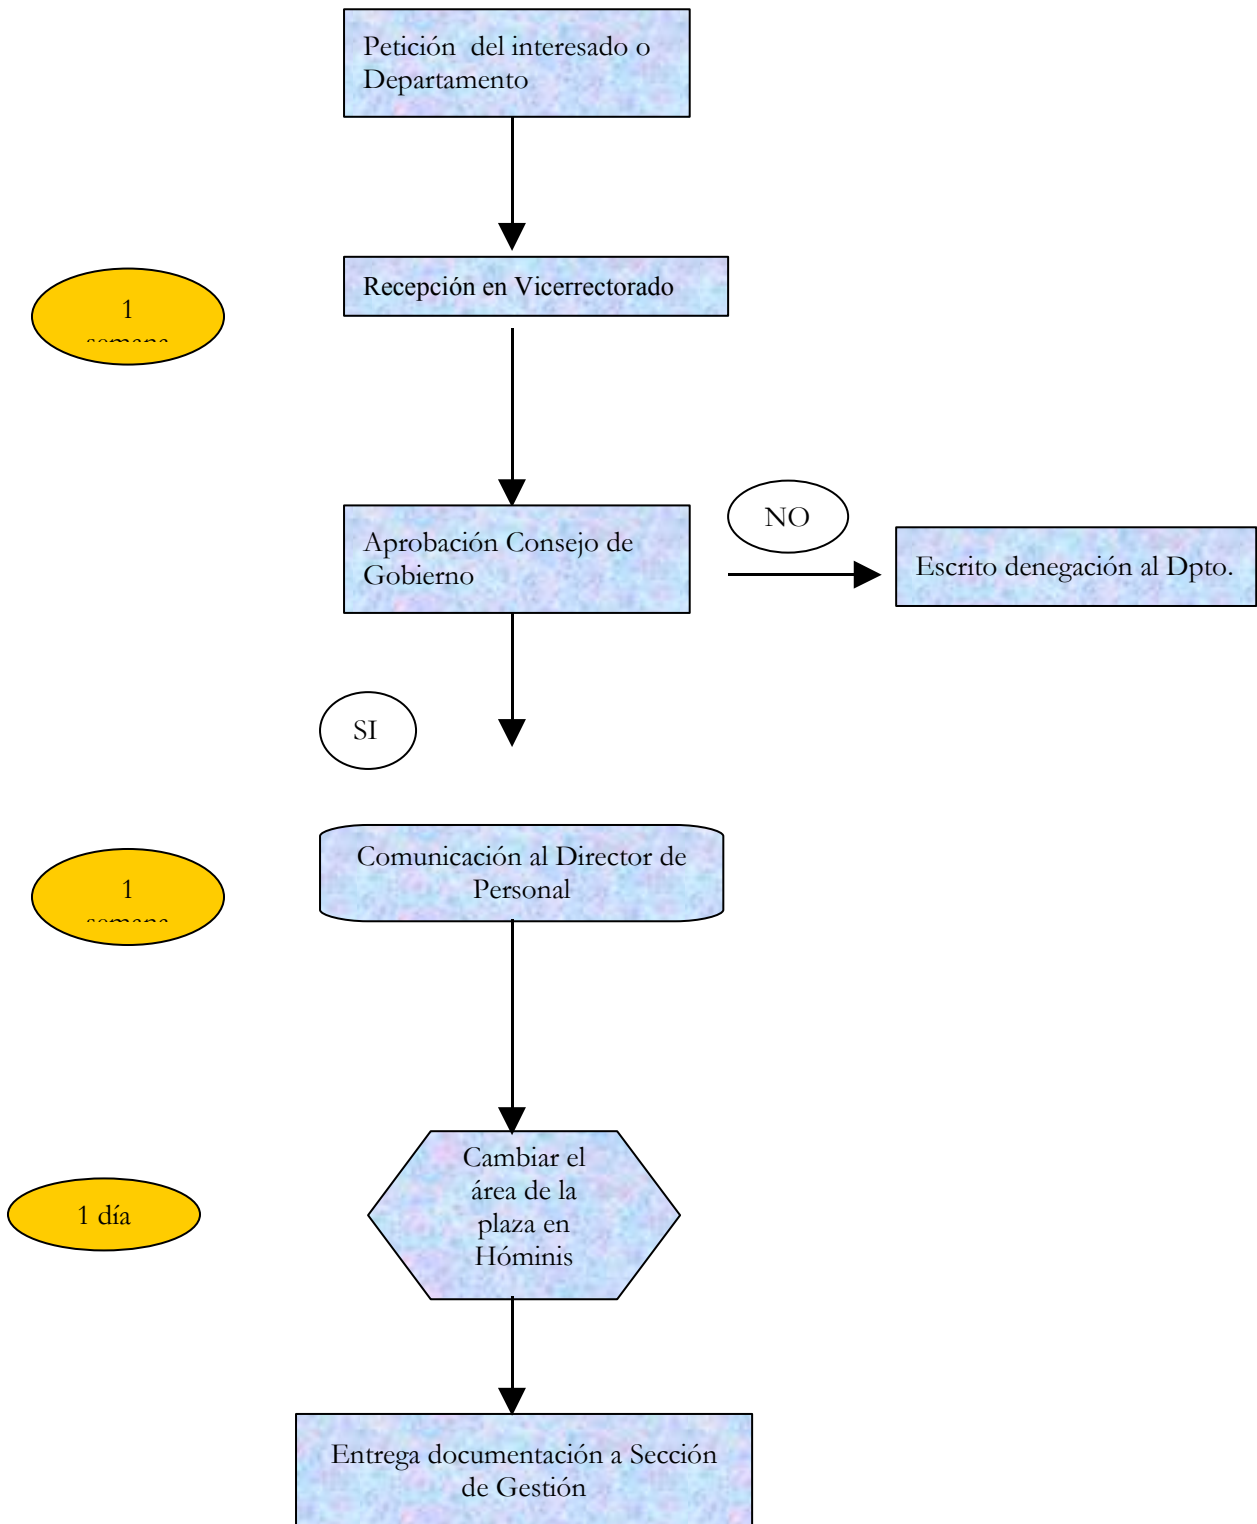 Petición  del interesado o
Departamento
1
Recepción en Vicerrectorado
Aprobación Consejo de
Gobierno
NO
Escrito denegación al Dpto.
SI
1
Comunicación al Director de
Personal
1 día
Cambiar el
área de la
plaza en
Hóminis
Entrega documentación a Sección
de Gestión